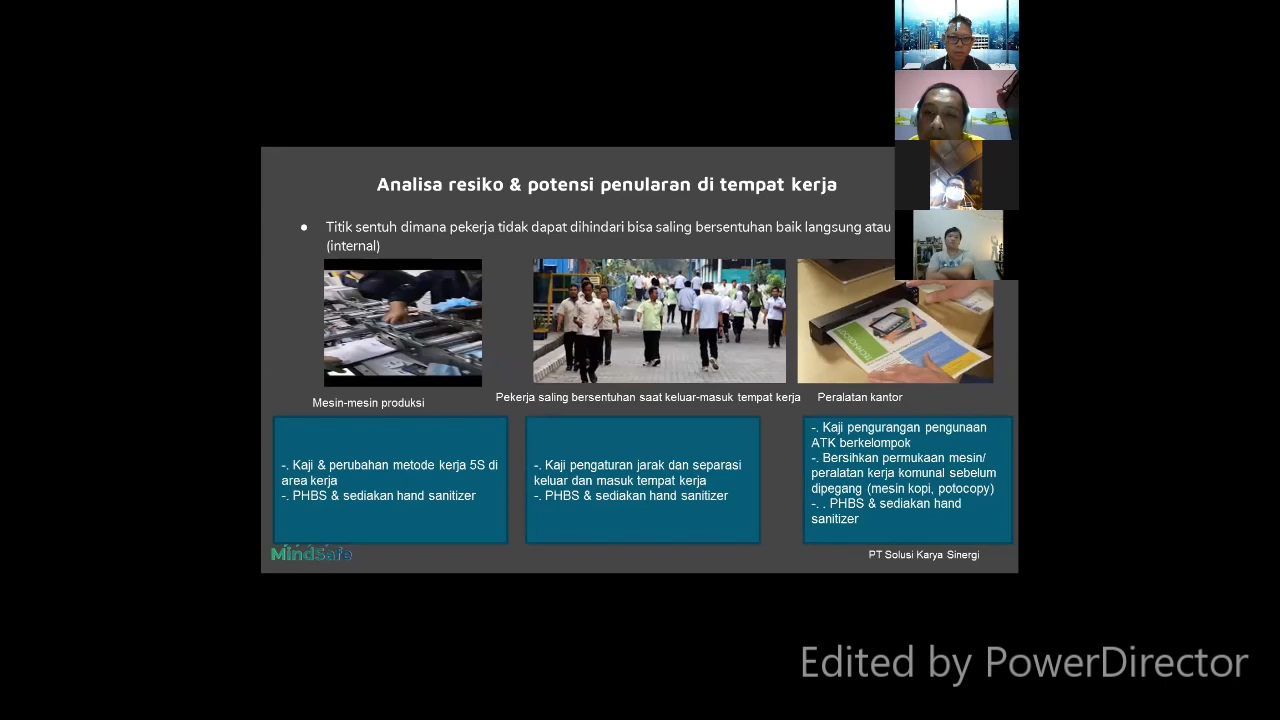 Analisa resiko & potensi penularan di tempat kerja
● Titik sentuh dimana pekerja tidak dapat dihindari bisa saling bersentuhan baik langsung atau
(internal)
Mesin-mesin produksi
Pekerja saling bersentuhan saat keluar-masuk tempat kerja
Peralatan kantor
-. Kaji & perubahan metode kerja 5S di
area kerja
-. PHBS & sediakan hand sanitizer
-. Kaji pengaturan jarak dan separasi
keluar dan masuk tempat kerja
-. PHBS & sediakan hand sanitizer
-. Kaji pengurangan pengunaan
ATK berkelompok
-. Bersihkan permukaan mesin/
peralatan kerja komunal sebelum
dipegang (mesin kopi, potocopy)
-. . PHBS & sediakan hand
sanitizer
MindSafe
PT Solusi Karya Sinergi
Edited by PowerDirector